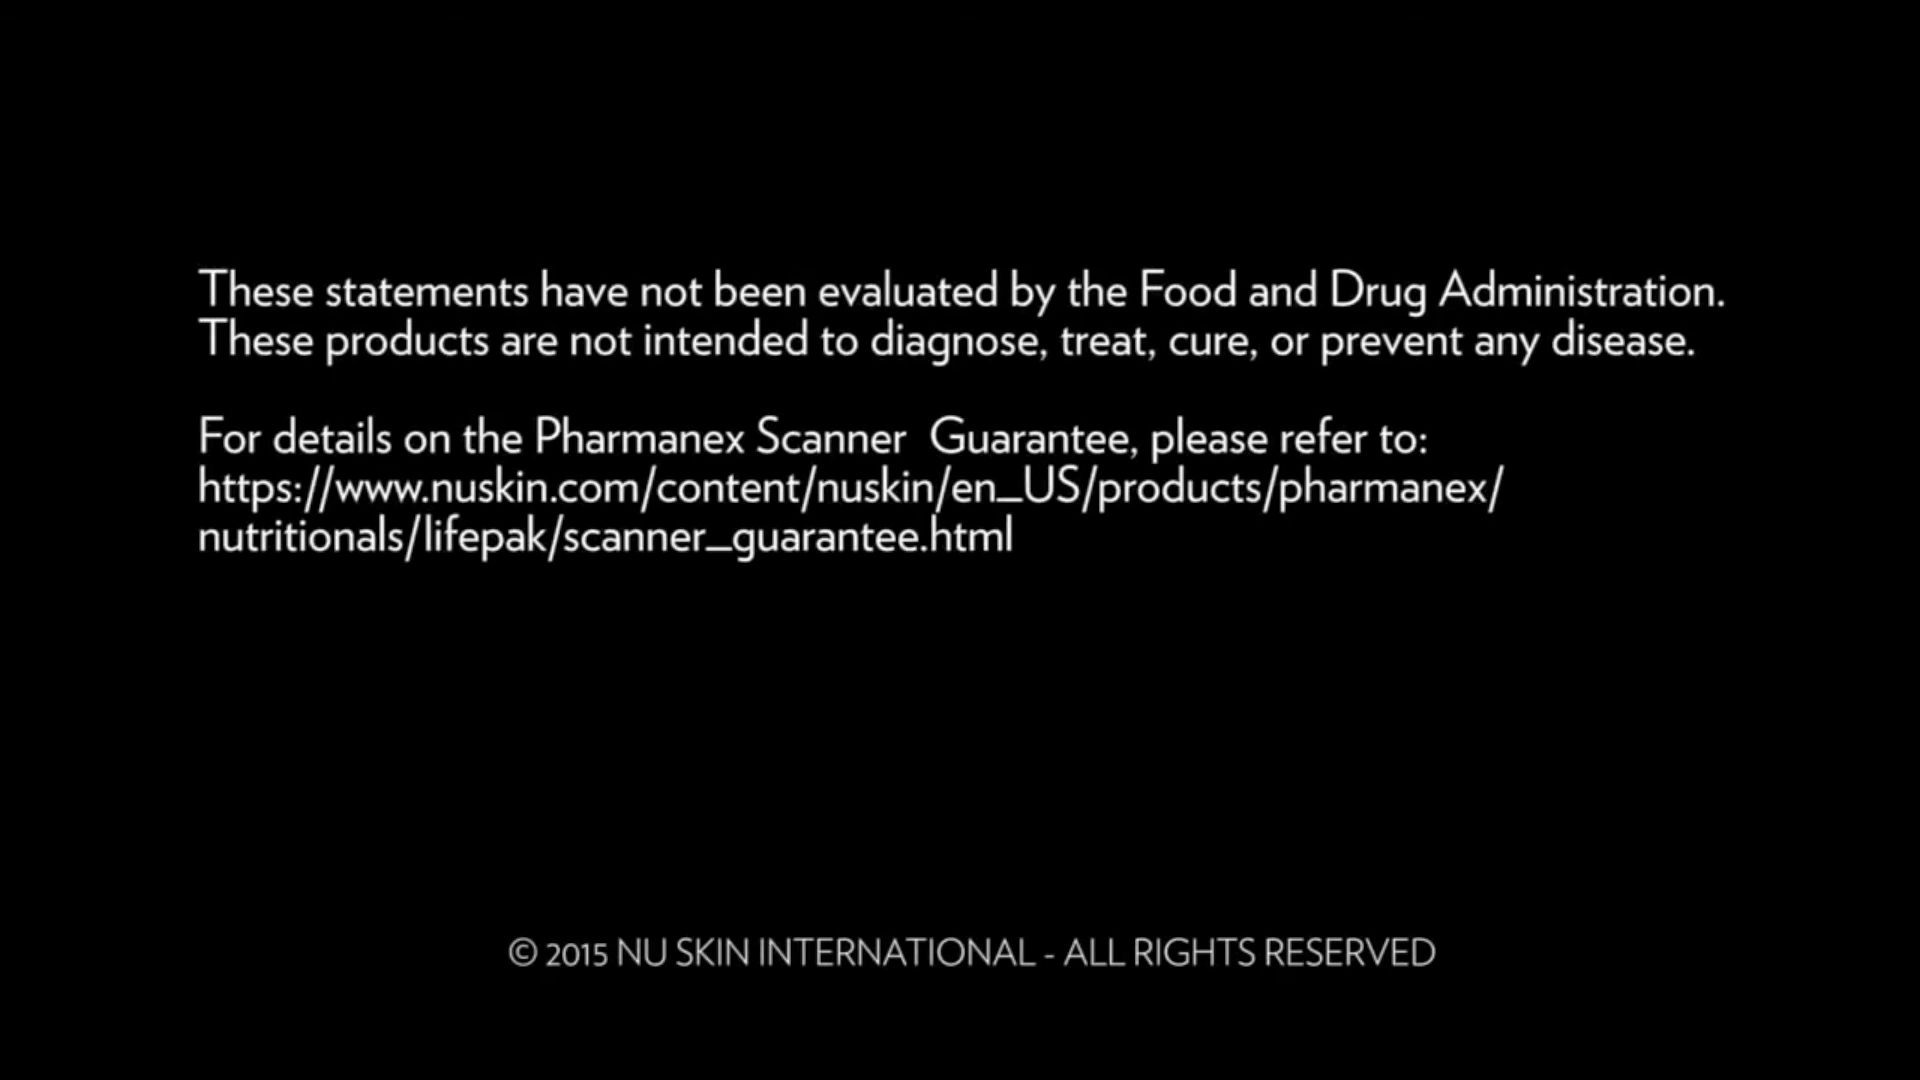 These statements have not been evaluated by the Food and Drug Administration.
These products are not intended to diagnose, treat, cure, or prevent any disease.
For details on the Pharmanex Scanner  Guarantee, please refer to:
https://www.nuskin.com/content/nuskin/en_US/products/pharmanex/
nutritionals/lifepak/scanner_guarantee.html
© 2015 NU SKIN INTERNATIONAL - ALL RIGHTS RESERVED